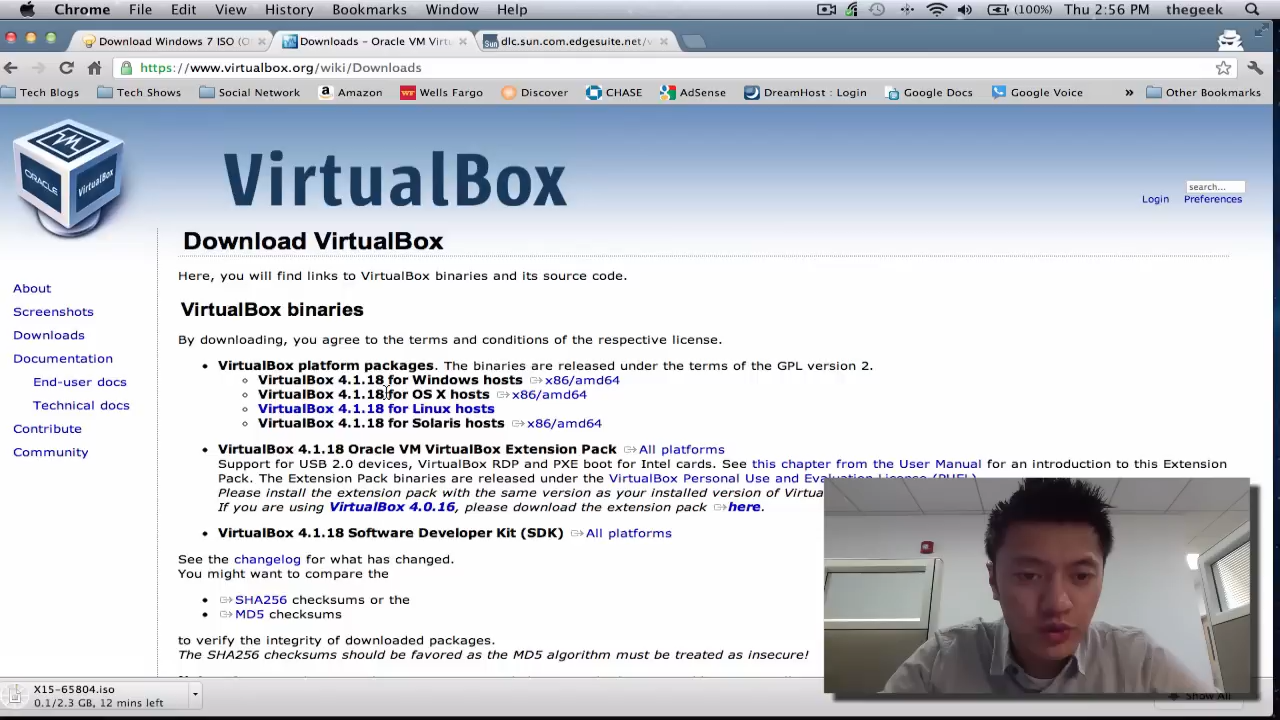 Chrome File Edit View History Bookmarks Window Help (100%) Thu 2:56 PM thegeek
Download Windows 7 ISO (O Downloads – Oracle VM Virtu Sun dlc.sun.com.edgesuite.net/v
https://www.virtualbox.org/wiki/Downloads
Tech Blogs Tech Shows Social Network Amazon Wells Fargo Discover CHASE AdSense DreamHost : Login Google Docs Google Voice » Other Bookmarks
ORACLE VirtualBox
VirtualBox
search...
Login Preferences
Download VirtualBox
Here, you will find links to VirtualBox binaries and its source code.
About
Screenshots
Downloads
Documentation
End-user docs
Technical docs
Contribute
Community
VirtualBox binaries
By downloading, you agree to the terms and conditions of the respective license.
• VirtualBox platform packages. The binaries are released under the terms of the GPL version 2.
VirtualBox 4.1.18 for Windows hosts x86/amd64
VirtualBox 4.1.18 for OS X hosts x86/amd64
VirtualBox 4.1.18 for Linux hosts
VirtualBox 4.1.18 for Solaris hosts x86/amd64
• VirtualBox 4.1.18 Oracle VM VirtualBox Extension Pack All platforms
Support for USB 2.0 devices, VirtualBox RDP and PXE boot for Intel cards. See this chapter from the User Manual for an introduction to this Extension
Pack. The Extension Pack binaries are released under the VirtualBox Personal Use and Evaluation License (PUEL).
Please install the extension pack with the same version as your installed version of Virtua
If you are using VirtualBox 4.0.16, please download the extension pack here.
• VirtualBox 4.1.18 Software Developer Kit (SDK) All platforms
See the changelog for what has changed.
You might want to compare the
• SHA256 checksums or the
• MD5 checksums
to verify the integrity of downloaded packages.
The SHA256 checksums should be favored as the MD5 algorithm must be treated as insecure!
X15-65804.iso
0.1/2.3 GB, 12 mins left
Show All